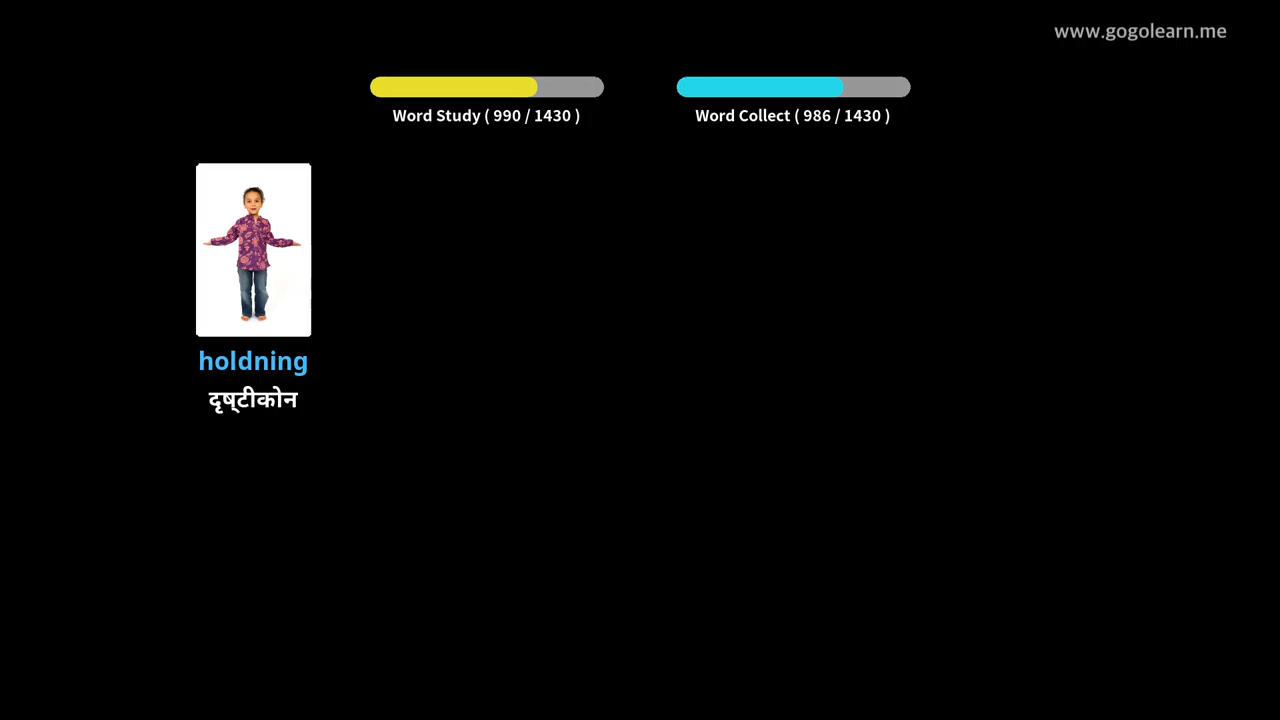 www.gogolearn.me
Word Study ( 990 / 1430 )
Word Collect ( 986 / 1430 )
holdning
दृष्टीकोन